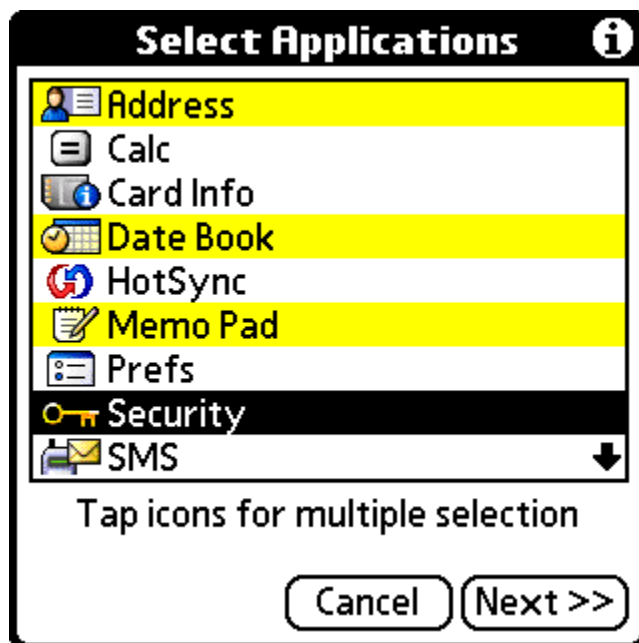 Select Applications
Address
Calc
Card Info
Date Book
HotSync
Memo Pad
Prefs
Security
SMS
Tap icons for multiple selection
Cancel Next >>